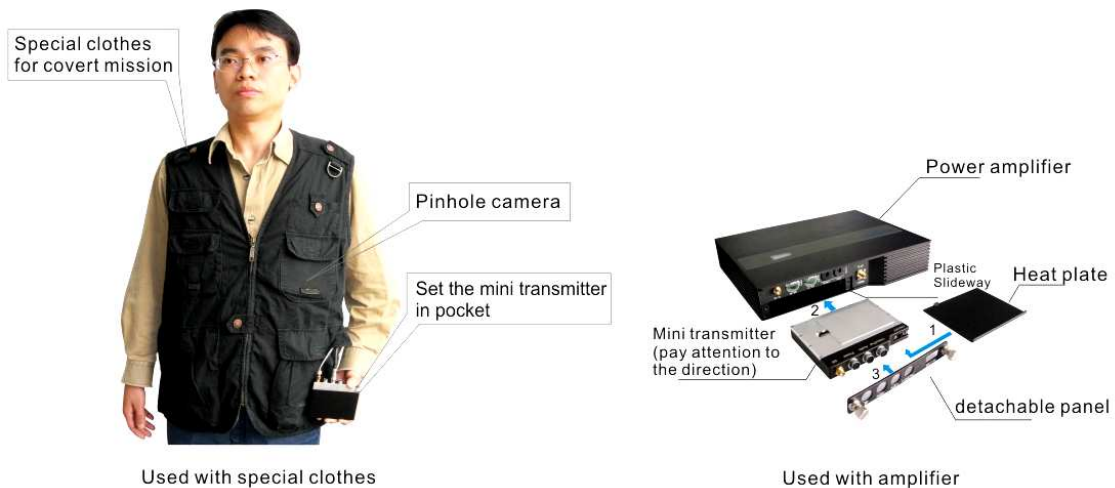 Special clothes
for covert mission
Pinhole camera
Set the mini transmitter
in pocket
Used with special clothes
Power amplifier
Plastic
Slideway
Heat plate
2
1
Mini transmitter
(pay attention to
the direction)
3
detachable panel
Used with amplifier